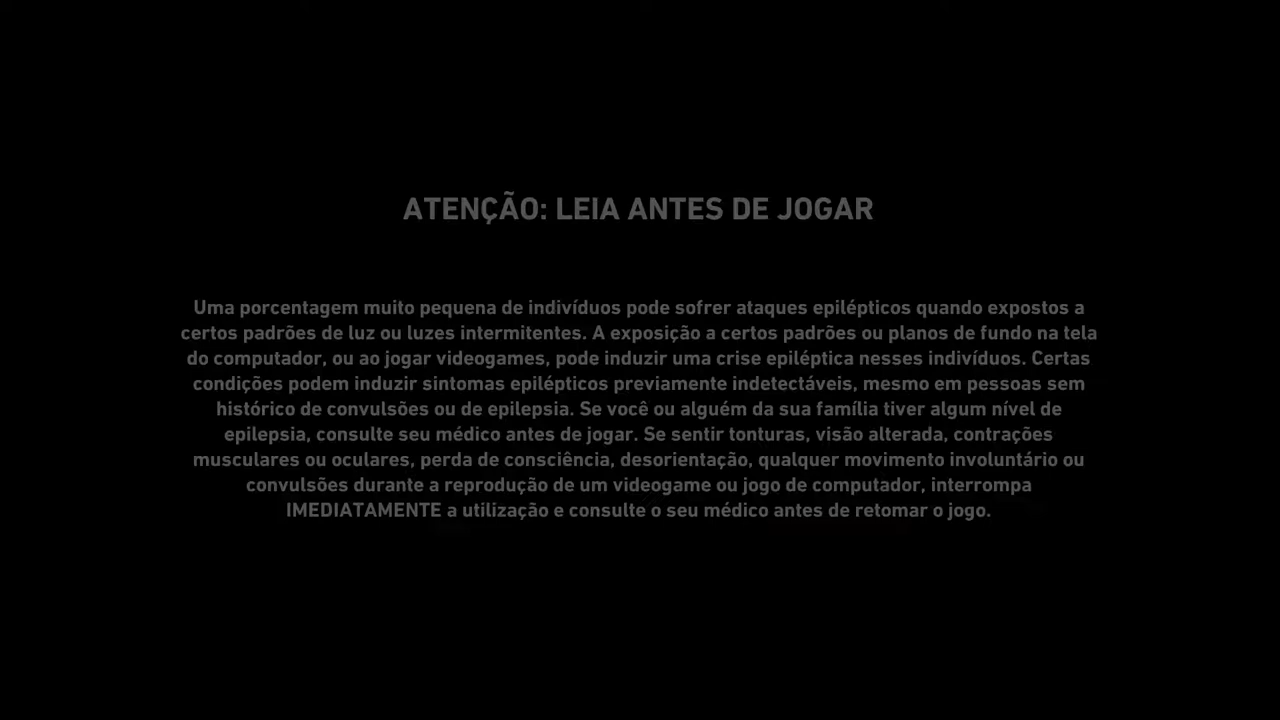 ATENÇÃO: LEIA ANTES DE JOGAR
Uma porcentagem muito pequena de indivíduos pode sofrer ataques epilépticos quando expostos a
certos padrões de luz ou luzes intermitentes. A exposição a certos padrões ou planos de fundo na tela
do computador, ou ao jogar videogames, pode induzir uma crise epiléptica nesses indivíduos. Certas
condições podem induzir sintomas epilépticos previamente indetectáveis, mesmo em pessoas sem
histórico de convulsões ou de epilepsia. Se você ou alguém da sua família tiver algum nível de
epilepsia, consulte seu médico antes de jogar. Se sentir tonturas, visão alterada, contrações
musculares ou oculares, perda de consciência, desorientação, qualquer movimento involuntário ou
convulsões durante a reprodução de um videogame ou jogo de computador, interrompa
IMEDIATAMENTE a utilização e consulte o seu médico antes de retomar o jogo.